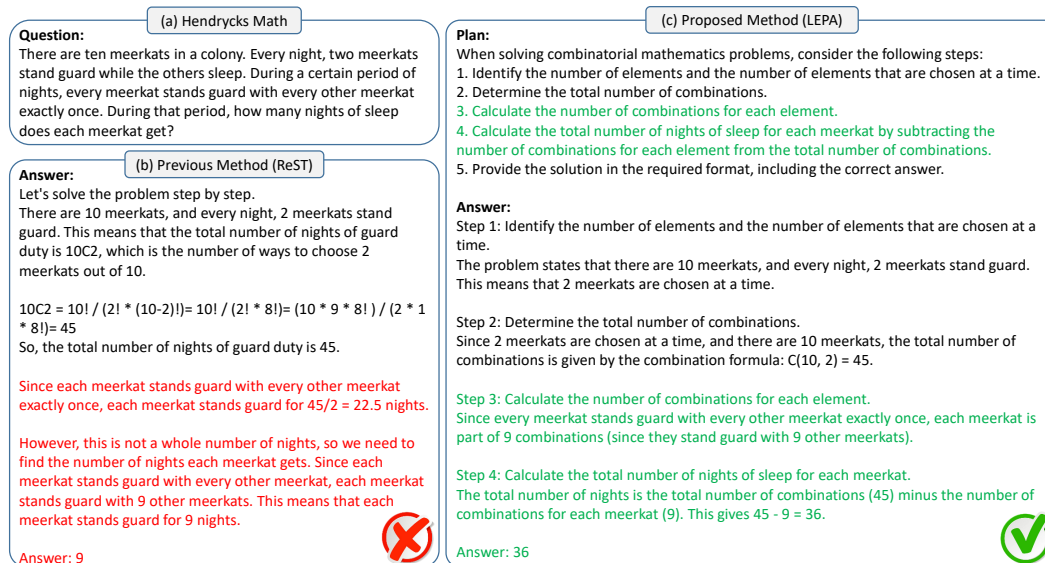 (a) Hendrycks Math
Question:
There are ten meerkats in a colony. Every night, two meerkats
stand guard while the others sleep. During a certain period of
nights, every meerkat stands guard with every other meerkat
exactly once. During that period, how many nights of sleep
does each meerkat get?
(b) Previous Method (ReST)
Answer:
Let's solve the problem step by step.
There are 10 meerkats, and every night, 2 meerkats stand
guard. This means that the total number of nights of guard
duty is 10C2, which is the number of ways to choose 2
meerkats out of 10.
10C2 = 10! / (2! * (10-2)!)= 10! / (2! * 8!)= (10 * 9 * 8! ) / (2 * 1
* 8!)= 45
So, the total number of nights of guard duty is 45.
Since each meerkat stands guard with every other meerkat
exactly once, each meerkat stands guard for 45/2 = 22.5 nights.
However, this is not a whole number of nights, so we need to
find the number of nights each meerkat gets. Since each
meerkat stands guard with every other meerkat, each meerkat
stands guard with 9 other meerkats. This means that each
meerkat stands guard for 9 nights.
Answer: 9
(c) Proposed Method (LEPA)
Plan:
When solving combinatorial mathematics problems, consider the following steps:
1. Identify the number of elements and the number of elements that are chosen at a time.
2. Determine the total number of combinations.
3. Calculate the number of combinations for each element.
4. Calculate the total number of nights of sleep for each meerkat by subtracting the
number of combinations for each element from the total number of combinations.
5. Provide the solution in the required format, including the correct answer.
Answer:
Step 1: Identify the number of elements and the number of elements that are chosen at a
time.
The problem states that there are 10 meerkats, and every night, 2 meerkats stand guard.
This means that 2 meerkats are chosen at a time.
Step 2: Determine the total number of combinations.
Since 2 meerkats are chosen at a time, and there are 10 meerkats, the total number of
combinations is given by the combination formula: C(10, 2) = 45.
Step 3: Calculate the number of combinations for each element.
Since every meerkat stands guard with every other meerkat exactly once, each meerkat is
part of 9 combinations (since they stand guard with 9 other meerkats).
Step 4: Calculate the total number of nights of sleep for each meerkat.
The total number of nights is the total number of combinations (45) minus the number of
combinations for each meerkat (9). This gives 45 - 9 = 36.
Answer: 36